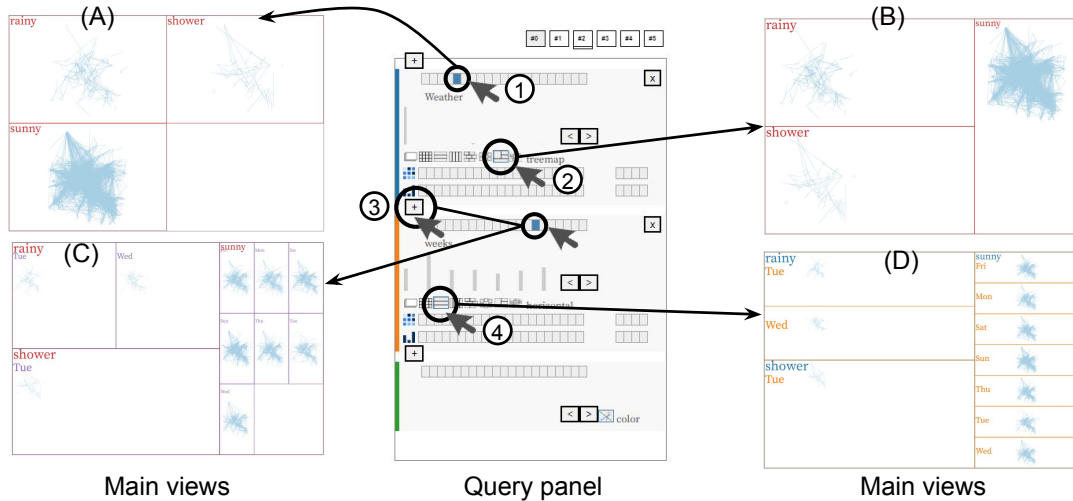 (A)
rainy
shower
sunny
#0 #1 #2 #3 #4 #5
+
x
1
Weather
< >
treemap
2
3
+
x
weeks
< >
horizontal
4
+
< >
color
(B)
rainy
sunny
shower
(C)
rainy
Tue
Wed
sunny
Mon
Sat
Sun
Thu
Tue
Wed
shower
Tue
(D)
rainy
Tue
Wed
shower
Tue
sunny
Fri
Mon
Sat
Sun
Thu
Tue
Wed
Main views
Query panel
Main views